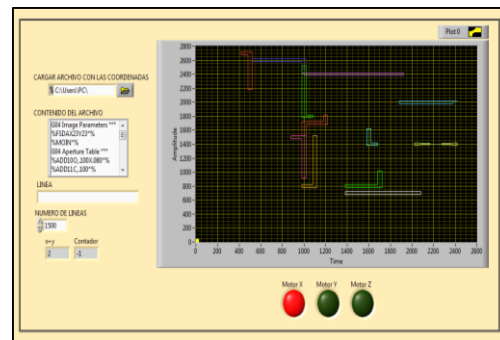 Plot 0
CARGAR ARCHIVO CON LAS COORDENADAS
C:\Users\PC\
CONTENIDO DEL ARCHIVO
G04 Image Parameters ***
%FSDAX23Y23*%
%MOIN*%
G04 Aperture Table ***
%ADD10O,100X.080*%
%ADD11C,100*%
LINEA
NUMERO DE LINEAS
1500
x+y Contador
2 -1
Amplitude
2800
2600
2400
2200
2000
1800
1600
1400
1200
1000
800
600
400
200
0
0 200 400 600 800 1000 1200 1400 1600 1800 2000 2200 2400 2600
Time
Motor X Motor Y Motor Z